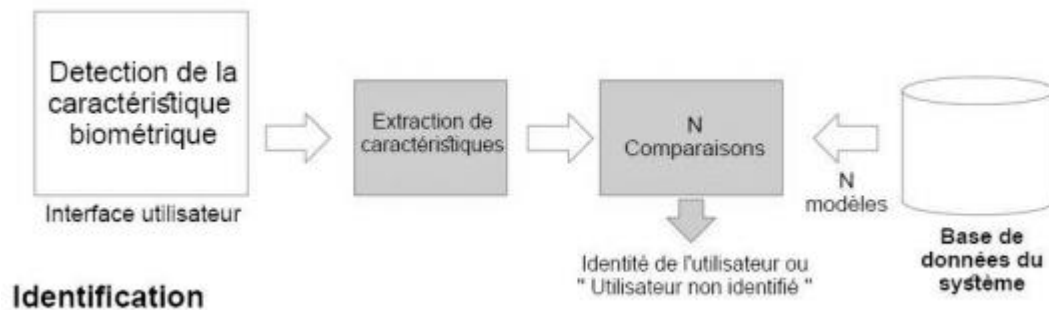 Detection de la
caractéristique
biométrique
Interface utilisateur
Extraction de
caractéristiques
N
Comparaisons
N
modèles
Base de
données du
système
Identité de l'utilisateur ou
" Utilisateur non identifié "
Identification